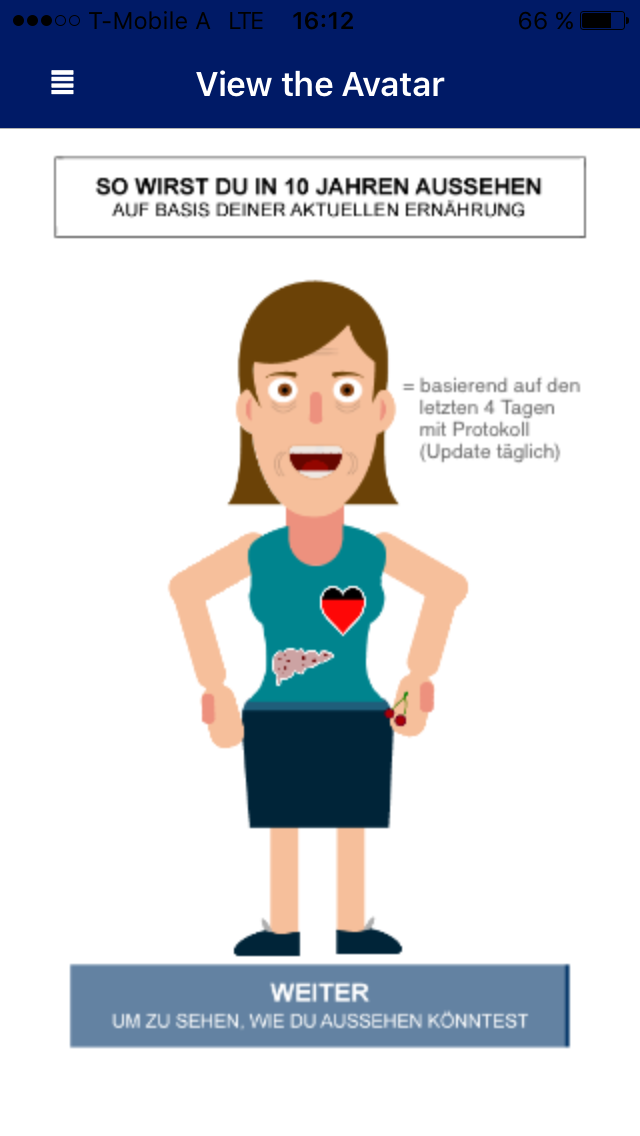 T-Mobile A LTE 16:12 66 %
View the Avatar
SO WIRST DU IN 10 JAHREN AUSSEHEN
AUF BASIS DEINER AKTUELLEN ERNÄHRUNG
= basierend auf den
letzten 4 Tagen
mit Protokoll
(Update täglich)
WEITER
UM ZU SEHEN, WIE DU AUSSEHEN KÖNNTEST